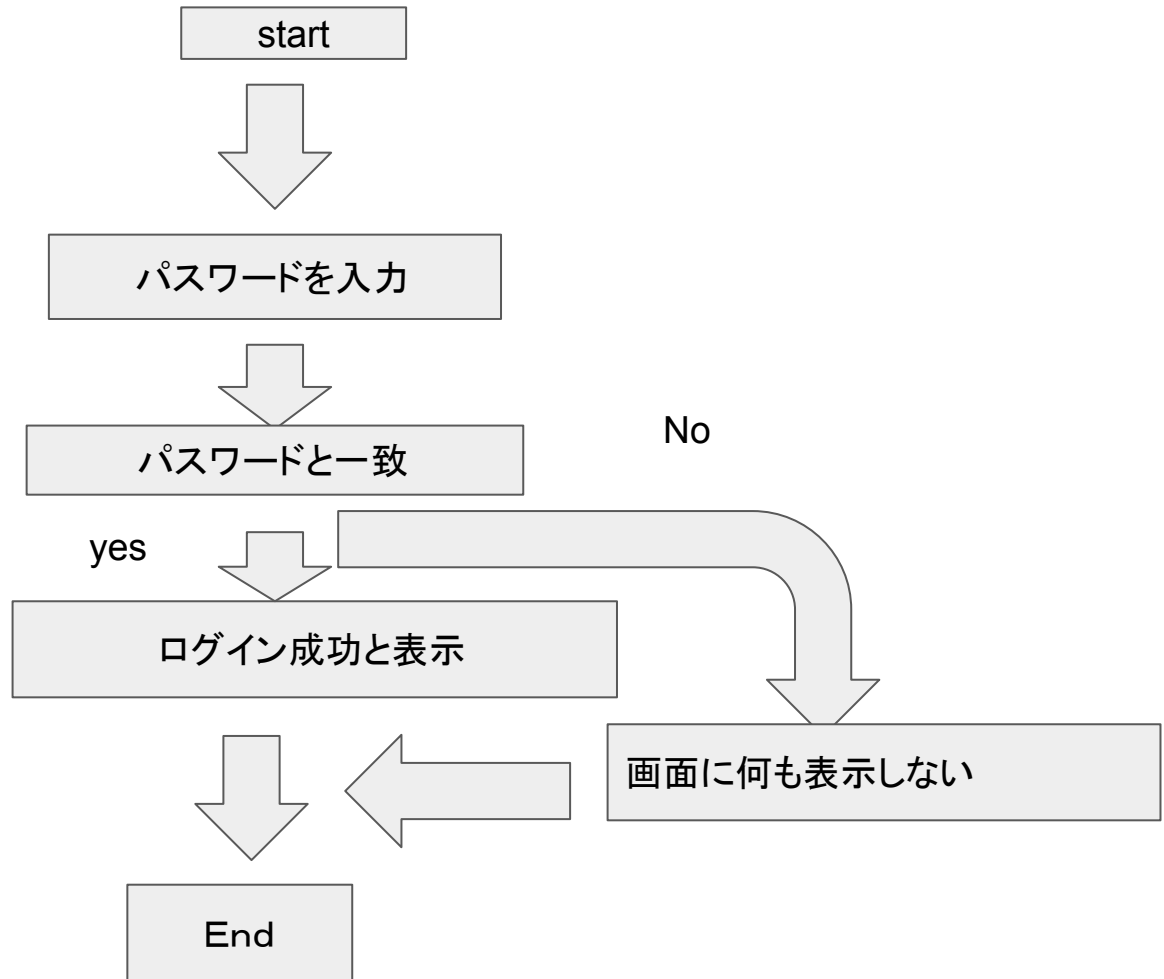 start
パスワードを入力
No
パスワードと一致
yes
ログイン成功と表示
画面に何も表示しない
Ｅｎｄ